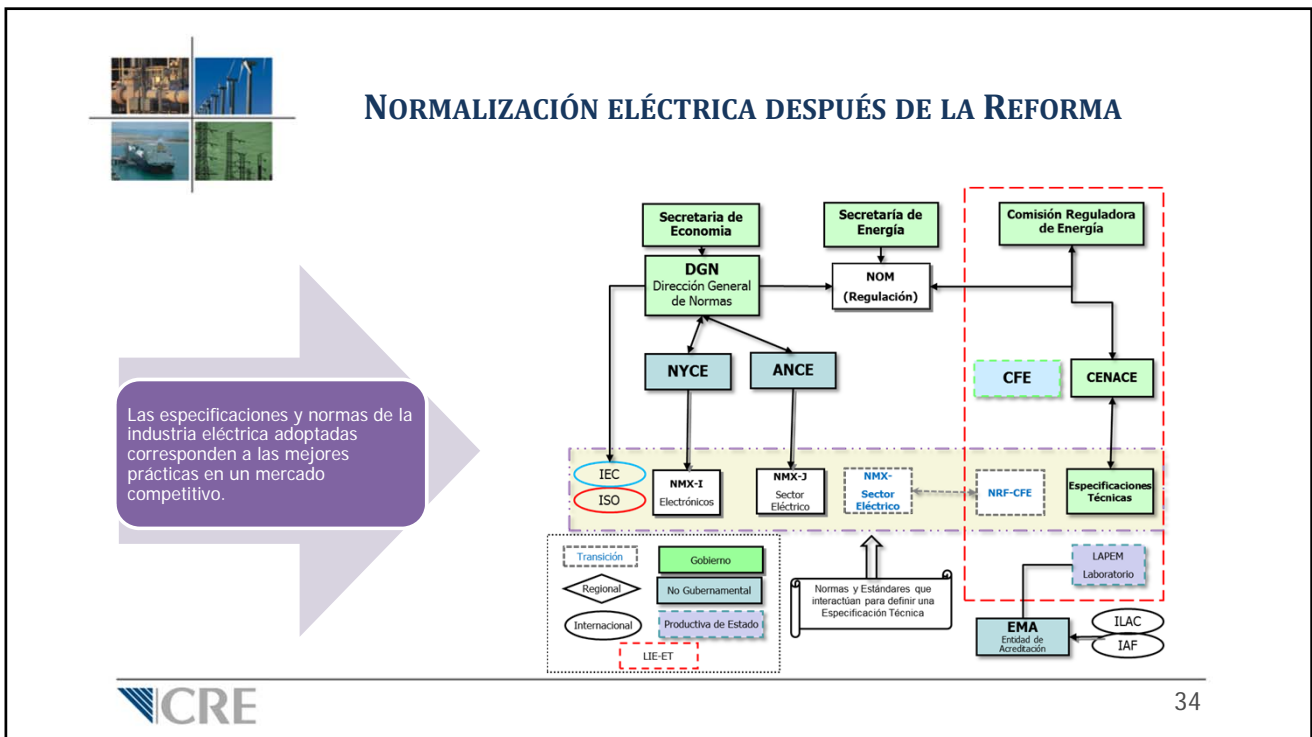 NORMALIZACIÓN ELÉCTRICA DESPUÉS DE LA REFORMA
Las especificaciones y normas de la
industria eléctrica adoptadas
corresponden a las mejores
prácticas en un mercado
competitivo.
Secretaria de
Economia
Secretaría de
Energía
Comisión Reguladora
de Energía
DGN
Dirección General
de Normas
NOM
(Regulación)
NYCE
ANCE
CFE
CENACE
IEC
ISO
NMX-I
Electrónicos
NMX-J
Sector
Eléctrico
NMX-
Sector
Eléctrico
NRF-CFE
Especificaciones
Técnicas
Transición
Gobierno
Regional
No Gubernamental
Internacional
Productiva de Estado
LIE-ET
Normas y Estándares que
interactúan para definir una
Especificación Técnica
LAPEM
Laboratorio
EMA
Entidad de
Acreditación
ILAC
IAF
CRE
34